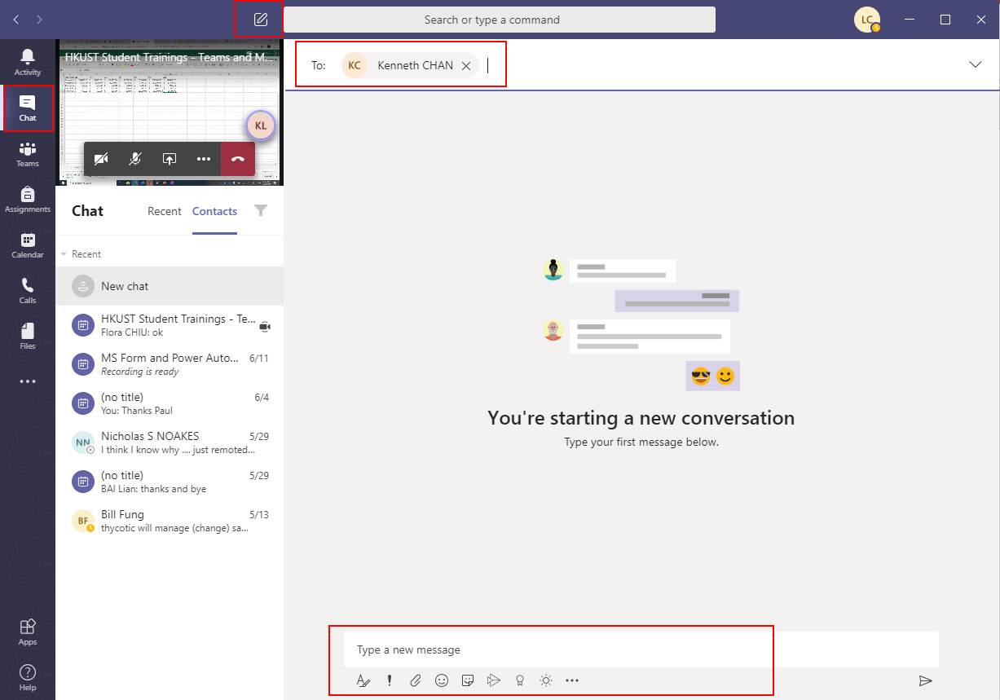 Search or type a command
LC
Activity
Chat
Teams
Assignments
Calendar
Calls
Files
Apps
Help
HKUST Student Trainings - Teams and M...
KL
Chat
Recent
Contacts
Recent
New chat
HKUST Student Trainings - Te...
Flora CHIU: ok
MS Form and Power Auto... 6/11
Recording is ready
(no title) 6/4
You: Thanks Paul
NN
Nicholas S NOAKES 5/29
I think I know why .... just remoted...
(no title) 5/29
BAI Lian: thanks and bye
BF
Bill Fung 5/13
thycotic will manage (change) sa...
To: KC Kenneth CHAN
You're starting a new conversation
Type your first message below.
Type a new message